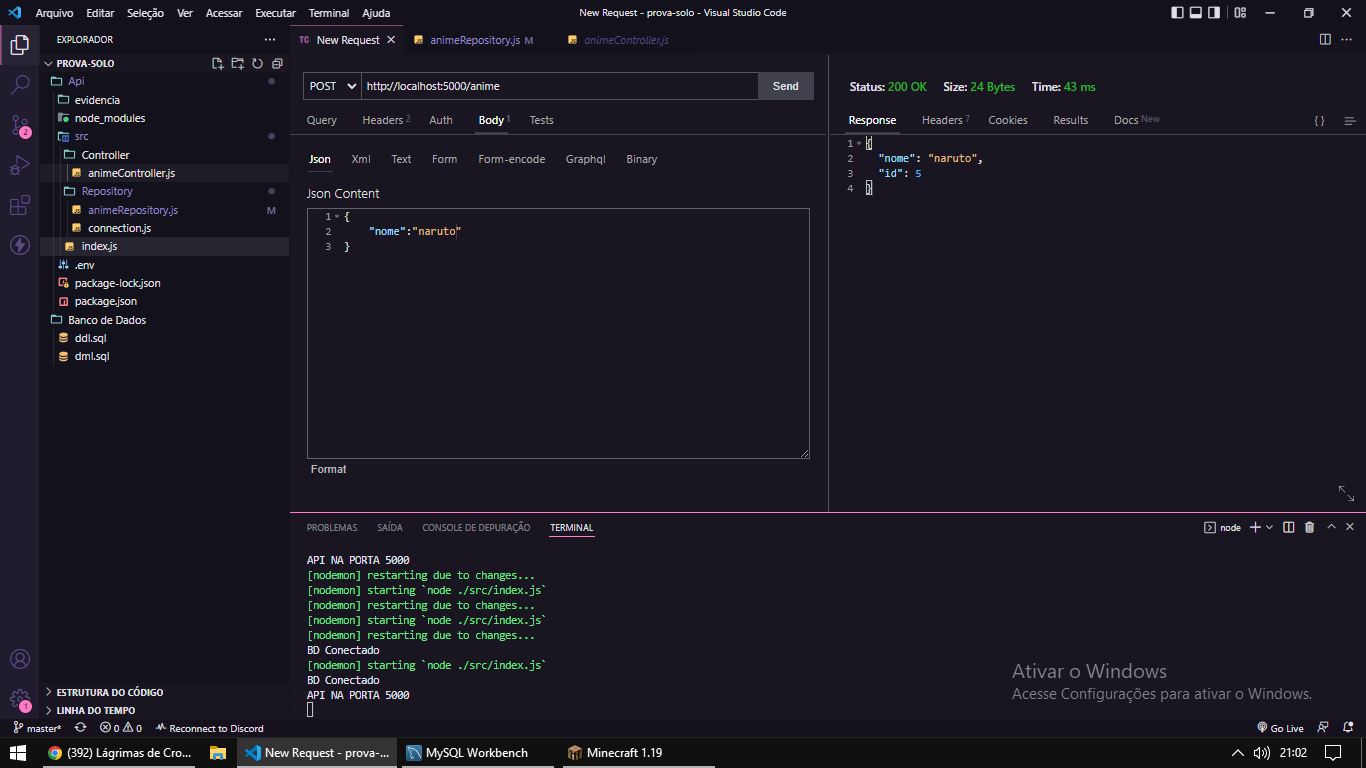 Arquivo Editar Seleção Ver Acessar Executar Terminal Ajuda
New Request - prova-solo - Visual Studio Code
EXPLORADOR
TC New Request
animeRepository.js M
animeController.js
PROVA-SOLO
Api
evidencia
node_modules
src
Controller
animeController.js
Repository
animeRepository.js M
connection.js
index.js
.env
package-lock.json
package.json
Banco de Dados
ddl.sql
dml.sql
ESTRUTURA DO CÓDIGO
LINHA DO TEMPO
2
1
POST http://localhost:5000/anime Send
Query Headers 2 Auth Body 1 Tests
Json Xml Text Form Form-encode Graphql Binary
Json Content
1 {
2 "nome":"naruto"
3 }
Format
Status: 200 OK Size: 24 Bytes Time: 43 ms
Response Headers 7 Cookies Results Docs New
{ }
1 {
2 "nome": "naruto",
3 "id": 5
4 }
PROBLEMAS SAÍDA CONSOLE DE DEPURAÇÃO TERMINAL
node
API NA PORTA 5000
[nodemon] restarting due to changes...
[nodemon] starting `node ./src/index.js`
[nodemon] restarting due to changes...
[nodemon] starting `node ./src/index.js`
[nodemon] restarting due to changes...
BD Conectado
[nodemon] starting `node ./src/index.js`
BD Conectado
API NA PORTA 5000
Ativar o Windows
Acesse Configurações para ativar o Windows.
master* 0 0 Reconnect to Discord
Go Live
(392) Lágrimas de Cro...
New Request - prova-...
MySQL Workbench
Minecraft 1.19
21:02